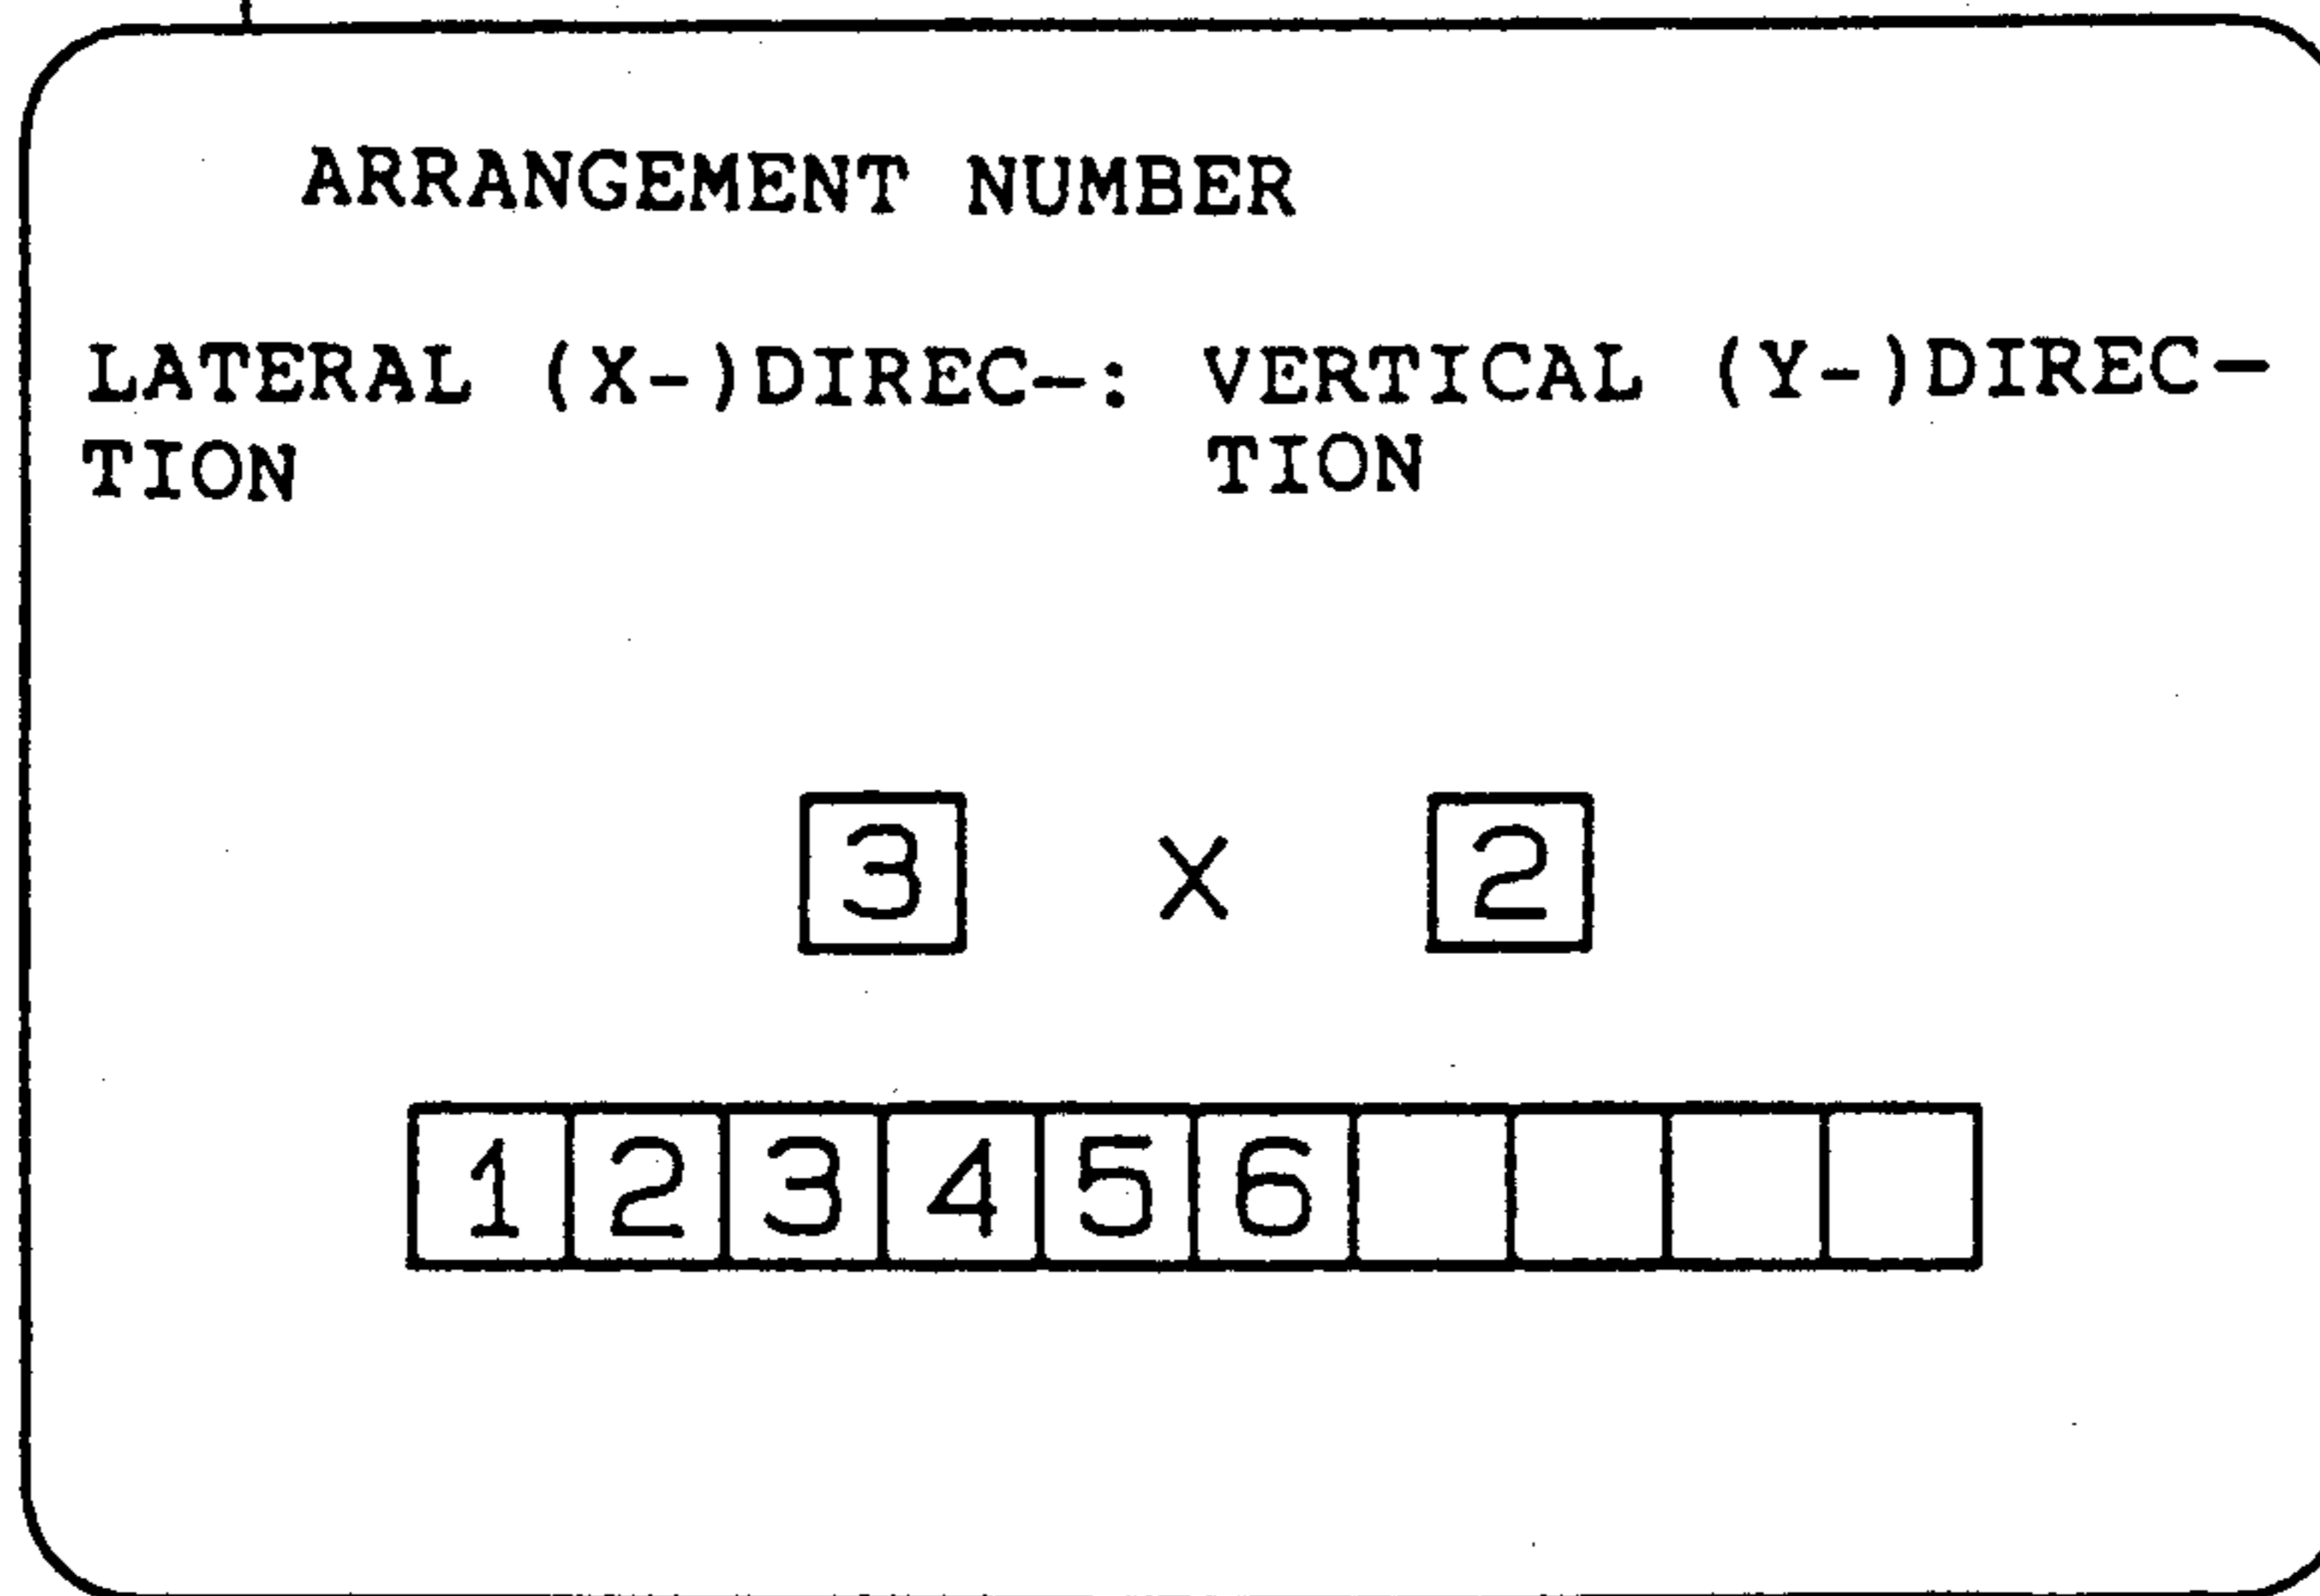 ARRANGEMENT NUMBER
LATERAL (X-)DIREC-: VERTICAL (Y-)DIREC-
TION TION
3 X 2
1 2 3 4 5 6